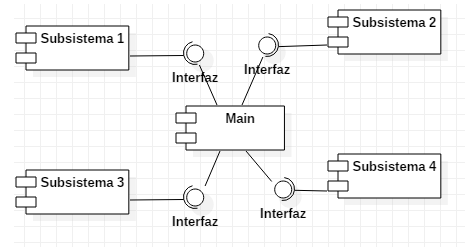 Subsistema 1
Subsistema 2
Interfaz
Interfaz
Main
Subsistema 3
Subsistema 4
Interfaz
Interfaz